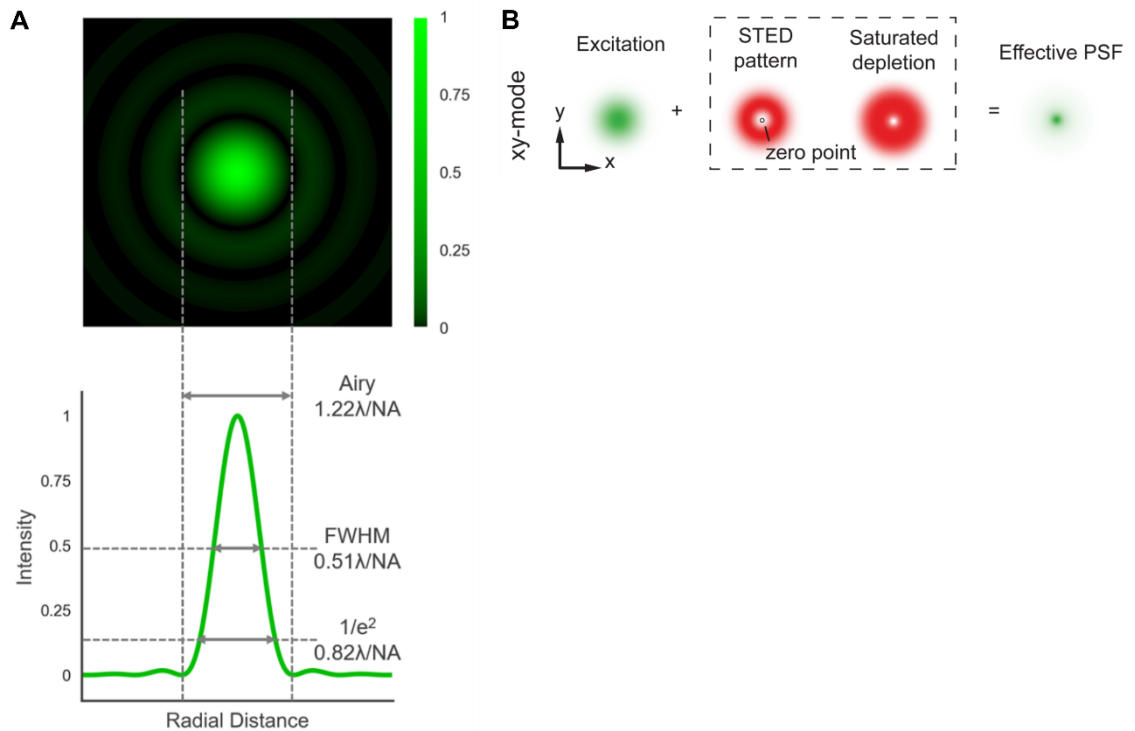 A
1
0.75
0.5
0.25
0
Airy
1.22λ/NA
1
0.75
0.5
0.25
0
Intensity
FWHM
0.51λ/NA
1/e²
0.82λ/NA
Radial Distance
B
xy-mode
Excitation
y
x
+
STED
pattern
zero point
Saturated
depletion
=
Effective PSF